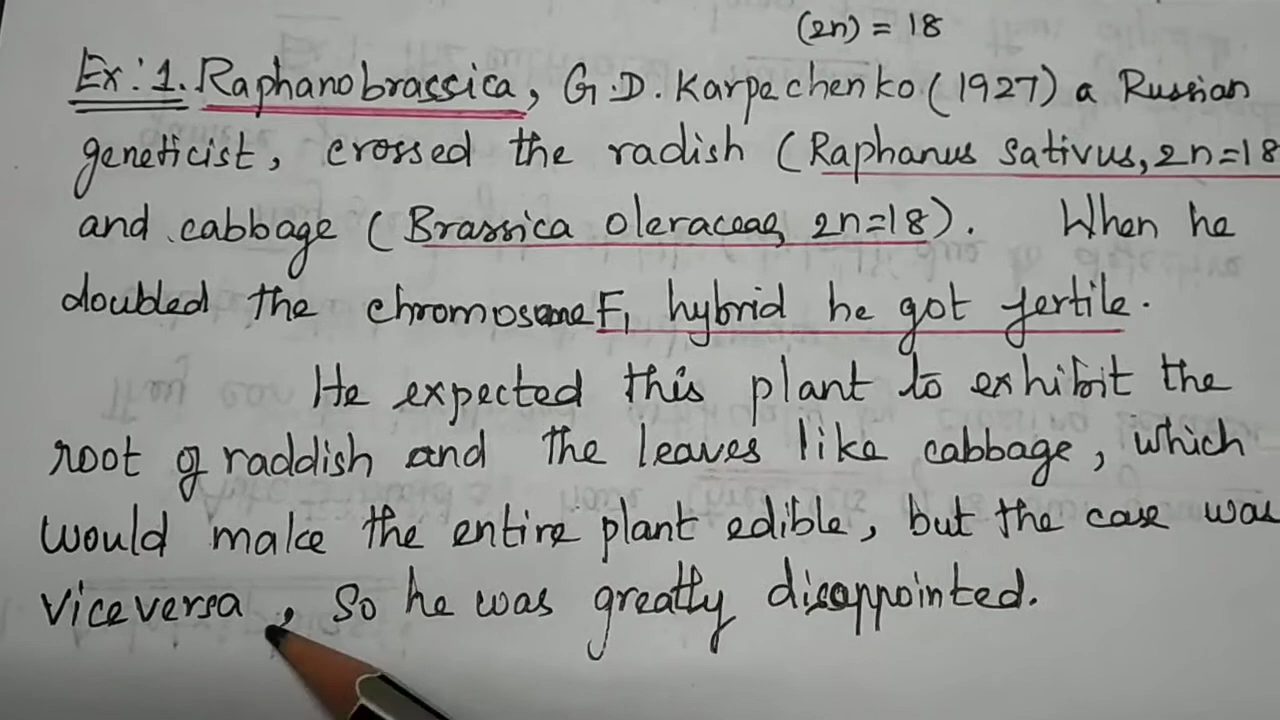 (2n) = 18
Ex: 1. Raphanobrassica, G.D. Karpechenko (1927) a Russian
geneticist, crossed the radish (Raphanus sativus, 2n=18
and cabbage (Brassica oleraceae, 2n=18). When he
doubled the chromosome F₁ hybrid he got fertile.
He expected this plant to exhibit the
root of raddish and the leaves like cabbage, which
would make the entire plant edible, but the case was
viceversa, So he was greatly disappointed.